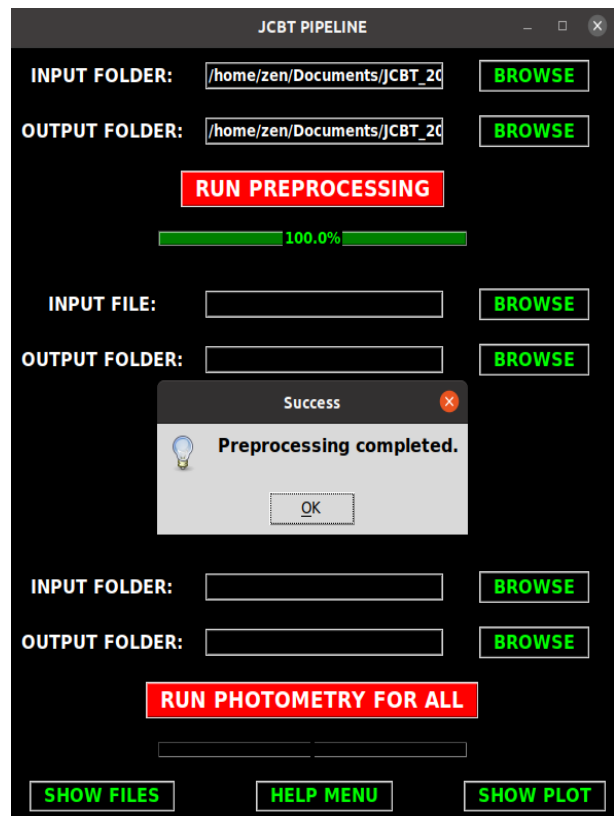 JCBT PIPELINE
INPUT FOLDER: /home/zen/Documents/JCBT_20 BROWSE
OUTPUT FOLDER: /home/zen/Documents/JCBT_20 BROWSE
RUN PREPROCESSING
100.0%
INPUT FILE: BROWSE
OUTPUT FOLDER: BROWSE
Success
Preprocessing completed.
OK
INPUT FOLDER: BROWSE
OUTPUT FOLDER: BROWSE
RUN PHOTOMETRY FOR ALL
SHOW FILES HELP MENU SHOW PLOT